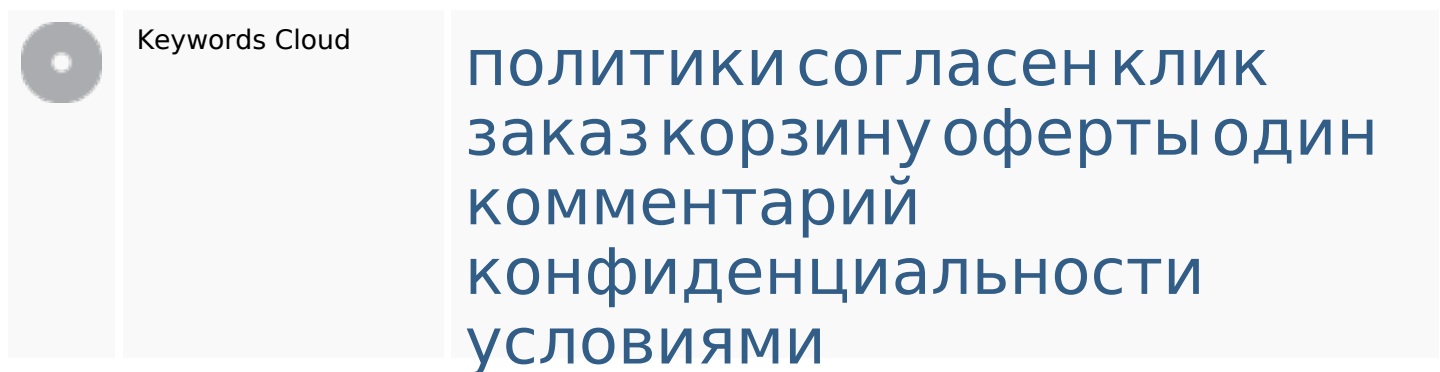 Keywords Cloud
политики согласен клик
заказ корзину оферты один
комментарий
конфиденциальности
условиями